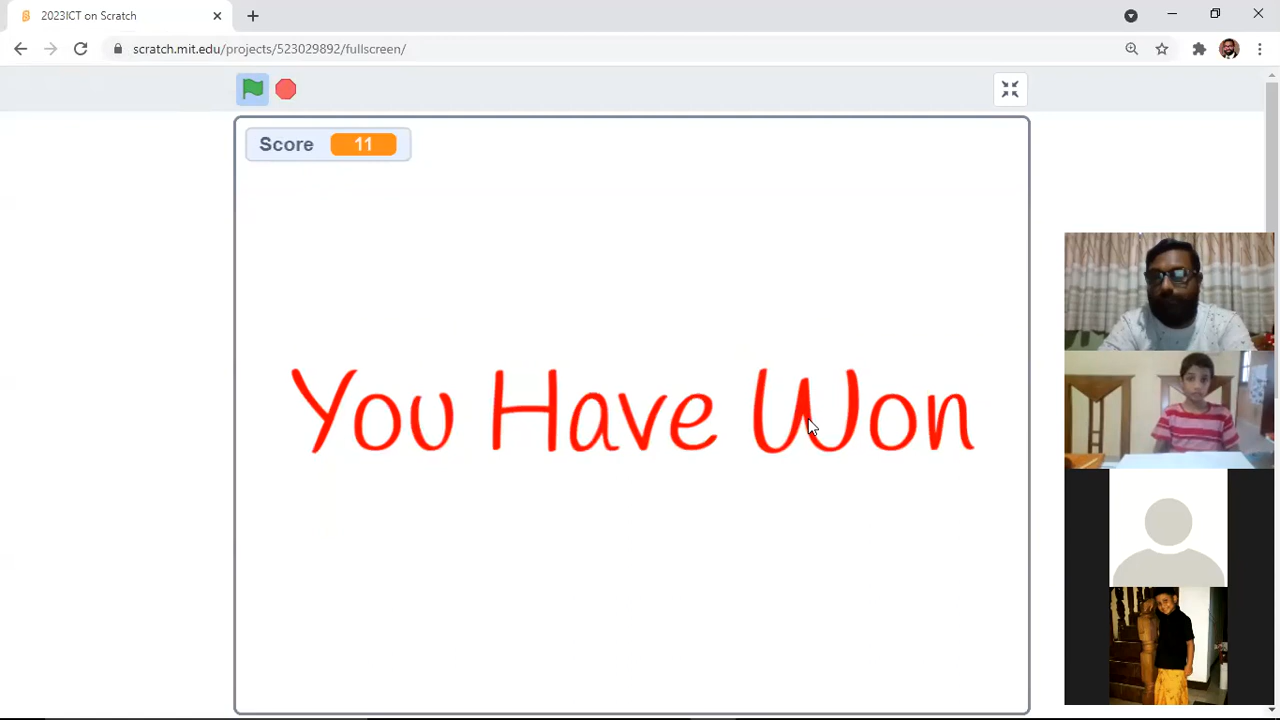 2023ICT on Scratch
scratch.mit.edu/projects/523029892/fullscreen/
Score 11
You Have Won